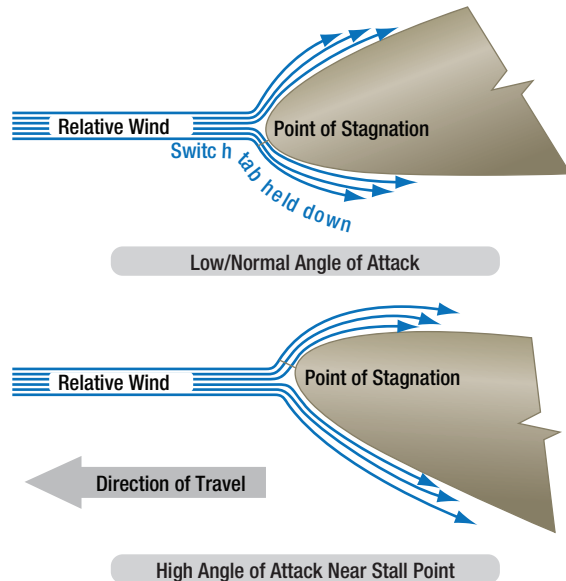 Relative Wind
Point of Stagnation
Switch tab held down
Low/Normal Angle of Attack
Relative Wind
Point of Stagnation
Direction of Travel
High Angle of Attack Near Stall Point